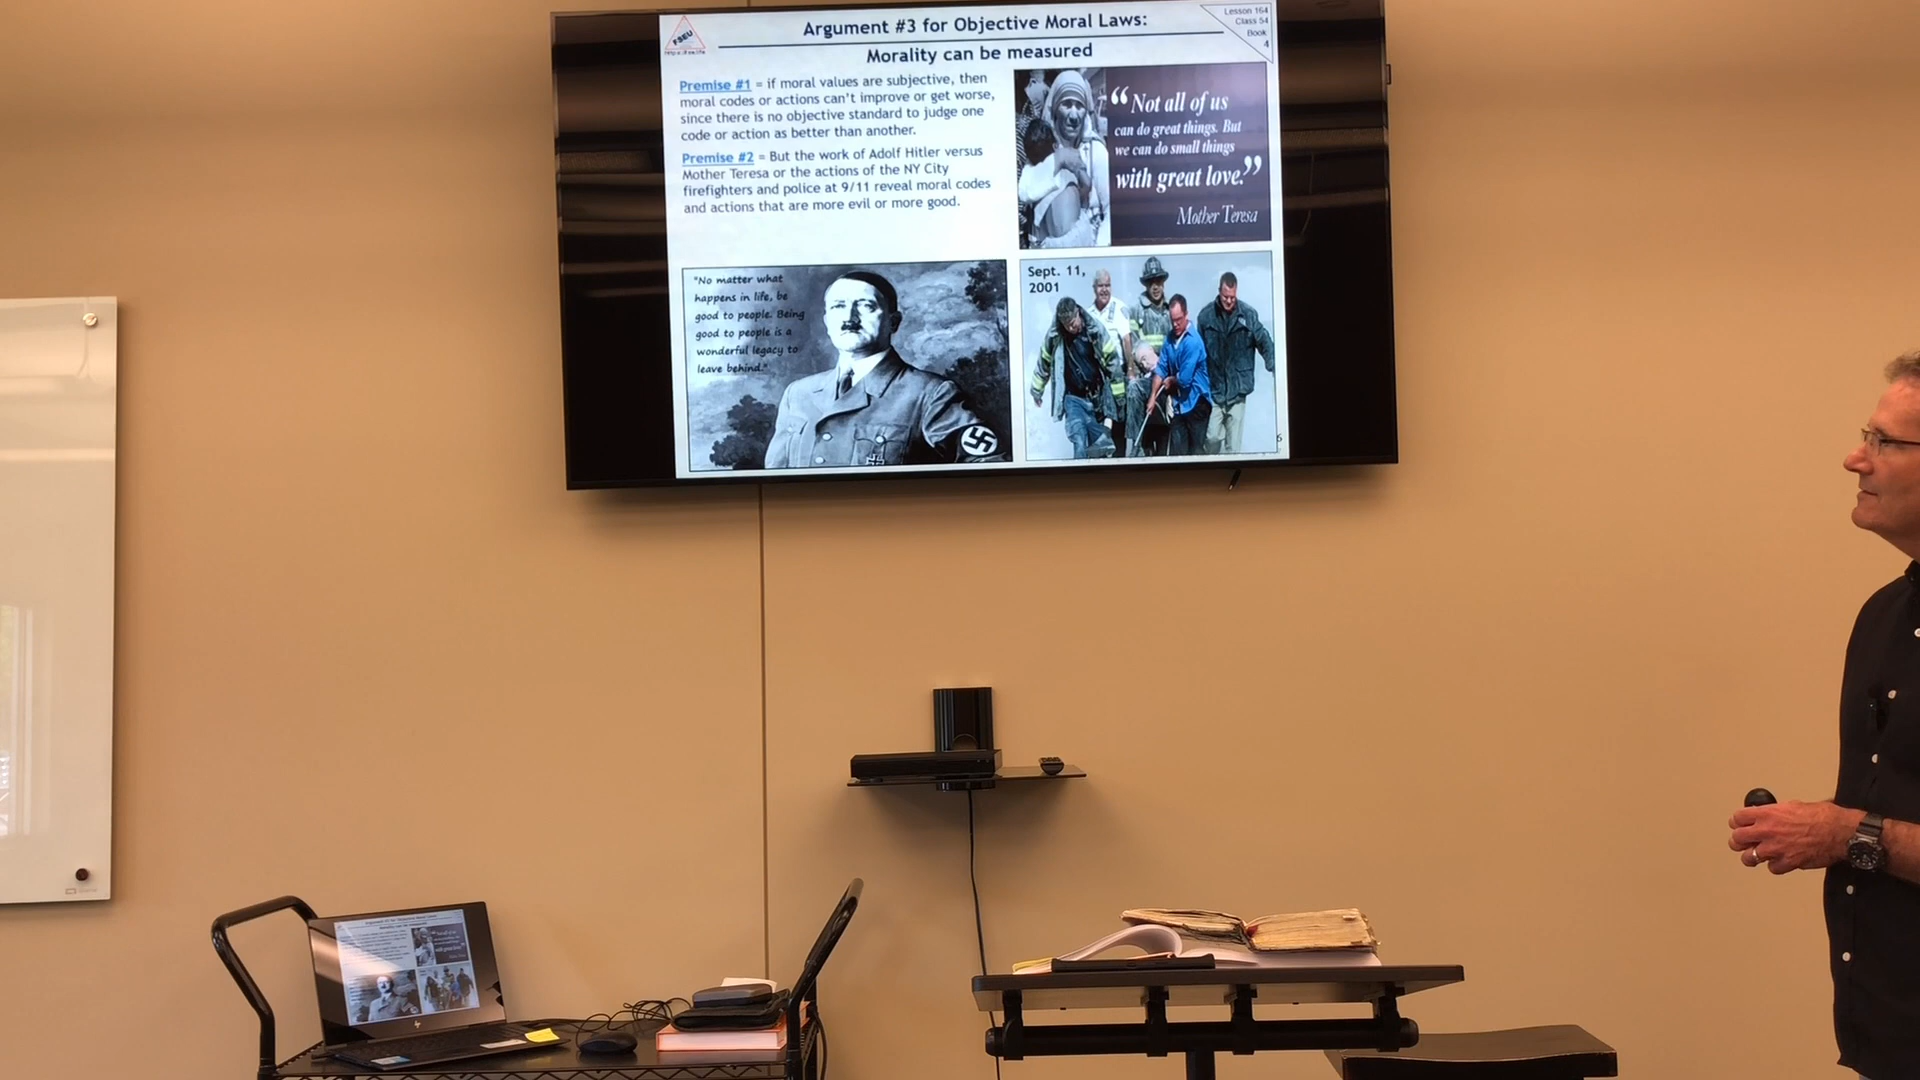 Argument #3 for Objective Moral Laws:
Morality can be measured
Lesson 164
Class 54
Book
4
FSEU
Premise #1 = if moral values are subjective, then
moral codes or actions can't improve or get worse,
since there is no objective standard to judge one
code or action as better than another.
Premise #2 = But the work of Adolf Hitler versus
Mother Teresa or the actions of the NY City
firefighters and police at 9/11 reveal moral codes
and actions that are more evil or more good.
“Not all of us
can do great things. But
we can do small things
with great love.”
Mother Teresa
"No matter what
happens in life, be
good to people. Being
good to people is a
wonderful legacy to
leave behind."
Sept. 11,
2001
6